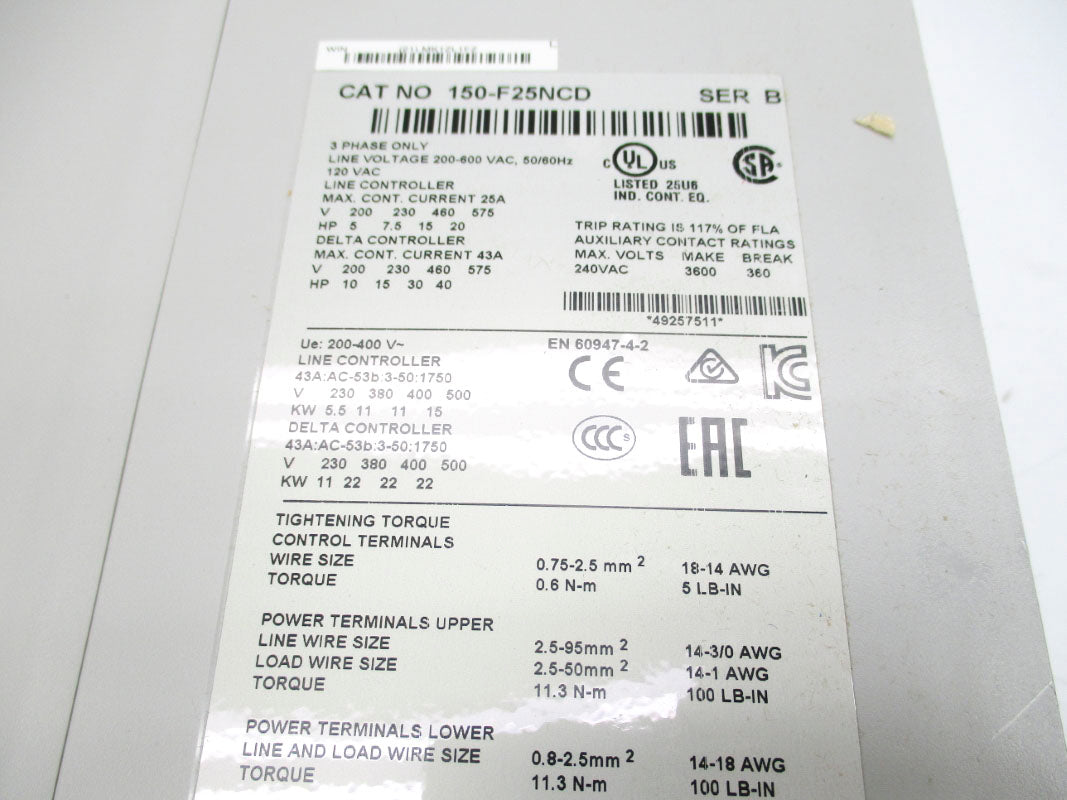 WIN
CAT NO 150-F25NCD SER B
3 PHASE ONLY
LINE VOLTAGE 200-600 VAC, 50/60Hz
120 VAC
LINE CONTROLLER
MAX. CONT. CURRENT 25A
V 200 230 460 575
HP 5 7.5 15 20
DELTA CONTROLLER
MAX. CONT. CURRENT 43A
V 200 230 460 575
HP 10 15 30 40
C UL US
LISTED 25U6
IND. CONT. EQ.
SA
TRIP RATING IS 117% OF FLA
AUXILIARY CONTACT RATINGS
MAX. VOLTS MAKE BREAK
240VAC 3600 360
*49257511*
Ue: 200-400 V~
LINE CONTROLLER
43A:AC-53b:3-50:1750
V 230 380 400 500
KW 5.5 11 11 15
DELTA CONTROLLER
43A:AC-53b:3-50:1750
V 230 380 400 500
KW 11 22 22 22
EN 60947-4-2
CE
KC
CCC S
EAC
TIGHTENING TORQUE
CONTROL TERMINALS
WIRE SIZE 0.75-2.5 mm 2 18-14 AWG
TORQUE 0.6 N-m 5 LB-IN
POWER TERMINALS UPPER
LINE WIRE SIZE 2.5-95mm 2 14-3/0 AWG
LOAD WIRE SIZE 2.5-50mm 2 14-1 AWG
TORQUE 11.3 N-m 100 LB-IN
POWER TERMINALS LOWER
LINE AND LOAD WIRE SIZE 0.8-2.5mm 2 14-18 AWG
TORQUE 11.3 N-m 100 LB-IN